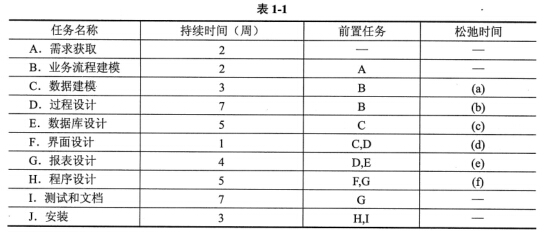 表 1-1
任务名称 持续时间（周） 前置任务 松弛时间
A．需求获取 2 — —
B．业务流程建模 2 A —
C．数据建模 3 B (a)
D．过程设计 7 B (b)
E．数据库设计 5 C (c)
F．界面设计 1 C,D (d)
G．报表设计 4 D,E (e)
H．程序设计 5 F,G (f)
I．测试和文档 7 G —
J．安装 3 H,I —